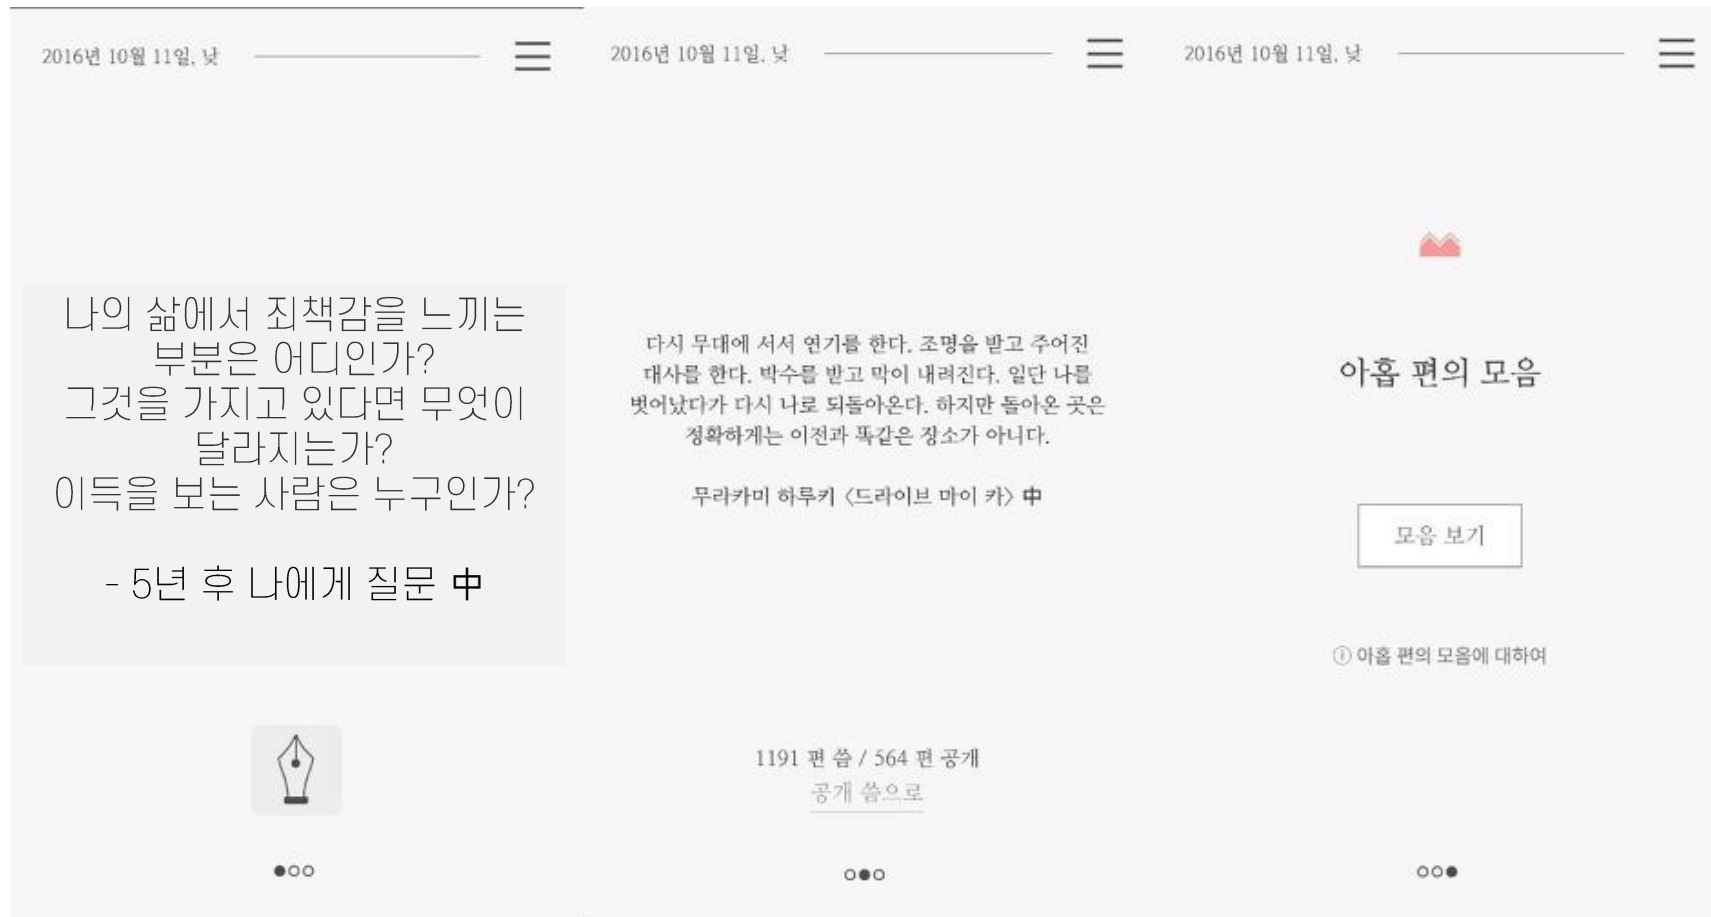 2016년 10월 11일, 낮
나의 삶에서 죄책감을 느끼는
부분은 어디인가?
그것을 가지고 있다면 무엇이
달라지는가?
이득을 보는 사람은 누구인가?
- 5년 후 나에게 질문 中
2016년 10월 11일, 낮
다시 무대에 서서 연기를 한다. 조명을 받고 주어진
대사를 한다. 박수를 받고 막이 내려진다. 일단 나를
벗어났다가 다시 나로 되돌아온다. 하지만 돌아온 곳은
정확하게는 이전과 똑같은 장소가 아니다.
무라카미 하루키 〈드라이브 마이 카〉 中
1191 편 씀 / 564 편 공개
공개 씀으로
2016년 10월 11일, 낮
아홉 편의 모음
모음 보기
ⓘ 아홉 편의 모음에 대하여